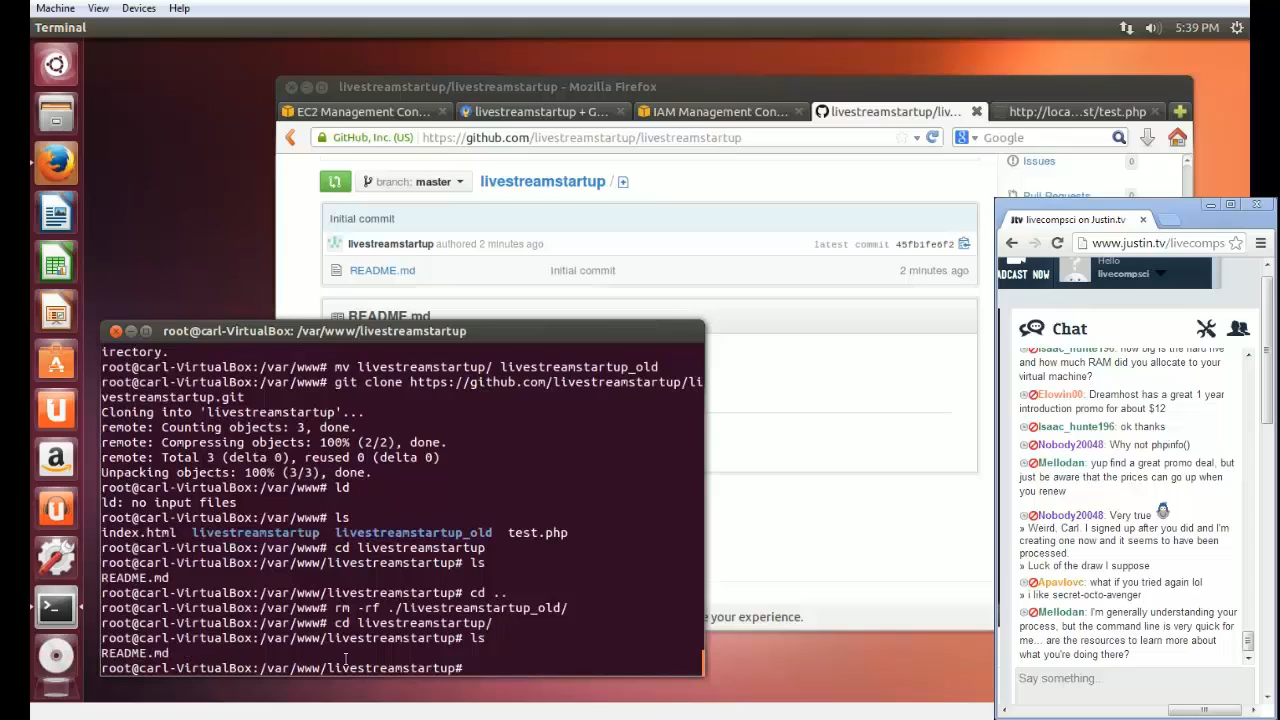 Machine View Devices Help
Terminal
5:39 PM
livestreamstartup/livestreamstartup - Mozilla Firefox
EC2 Management Con...
livestreamstartup + G...
IAM Management Con...
livestreamstartup/liv...
http://loca...st/test.php
GitHub, Inc. (US)
https://github.com/livestreamstartup/livestreamstartup
Google
Issues 0
Pull Requests 0
branch: master
livestreamstartup /
Initial commit
livestreamstartup authored 2 minutes ago
latest commit 45fb1fe6f2
README.md Initial commit 2 minutes ago
README.md
e your experience.
root@carl-VirtualBox: /var/www/livestreamstartup
irectory.
root@carl-VirtualBox:/var/www# mv livestreamstartup/ livestreamstartup_old
root@carl-VirtualBox:/var/www# git clone https://github.com/livestreamstartup/li
vestreamstartup.git
Cloning into 'livestreamstartup'...
remote: Counting objects: 3, done.
remote: Compressing objects: 100% (2/2), done.
remote: Total 3 (delta 0), reused 0 (delta 0)
Unpacking objects: 100% (3/3), done.
root@carl-VirtualBox:/var/www# ld
ld: no input files
root@carl-VirtualBox:/var/www# ls
index.html livestreamstartup livestreamstartup_old test.php
root@carl-VirtualBox:/var/www# cd livestreamstartup
root@carl-VirtualBox:/var/www/livestreamstartup# ls
README.md
root@carl-VirtualBox:/var/www/livestreamstartup# cd ..
root@carl-VirtualBox:/var/www# rm -rf ./livestreamstartup_old/
root@carl-VirtualBox:/var/www# cd livestreamstartup/
root@carl-VirtualBox:/var/www/livestreamstartup# ls
README.md
root@carl-VirtualBox:/var/www/livestreamstartup#
livecompsci on Justin.tv
www.justin.tv/livecomps
ADCAST NOW
Hello
livecompsci
Chat
Isaac_hunte196: how big is the hard live
and how much RAM did you allocate to your
virtual machine?
Elowin00: Dreamhost has a great 1 year
introduction promo for about $12
Isaac_hunte196: ok thanks
Nobody20048: Why not phpinfo()
Mellodan: yup find a great promo deal, but
just be aware that the prices can go up when
you renew
Nobody20048: Very true
» Weird, Carl. I signed up after you did and I'm
creating one now and it seems to have been
processed.
» Luck of the draw I suppose
Apavlovc: what if you tried again lol
» i like secret-octo-avenger
Mellodan: I'm generally understanding your
process, but the command line is very quick for
me... are the resources to learn more about
what you're doing there?
Say something...